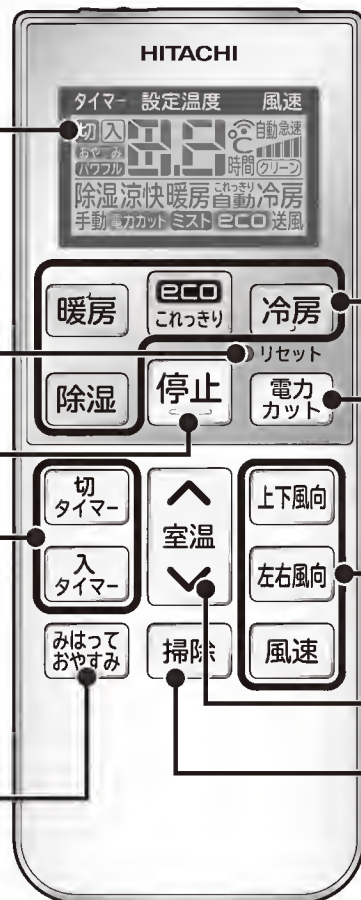 HITACHI
タイマー 設定温度 風速
切 入 8.8 ℃ 自動 急速
おやすみ
パワフル 時間 クリーン
除湿 涼快 暖房 これっきり自動 冷房
手動 電力カット ミスト eco 送風
暖房 eco これっきり 冷房
リセット
除湿 停止 電力カット
切タイマー
入タイマー
室温
上下風向
左右風向
みはっておやすみ 掃除 風速